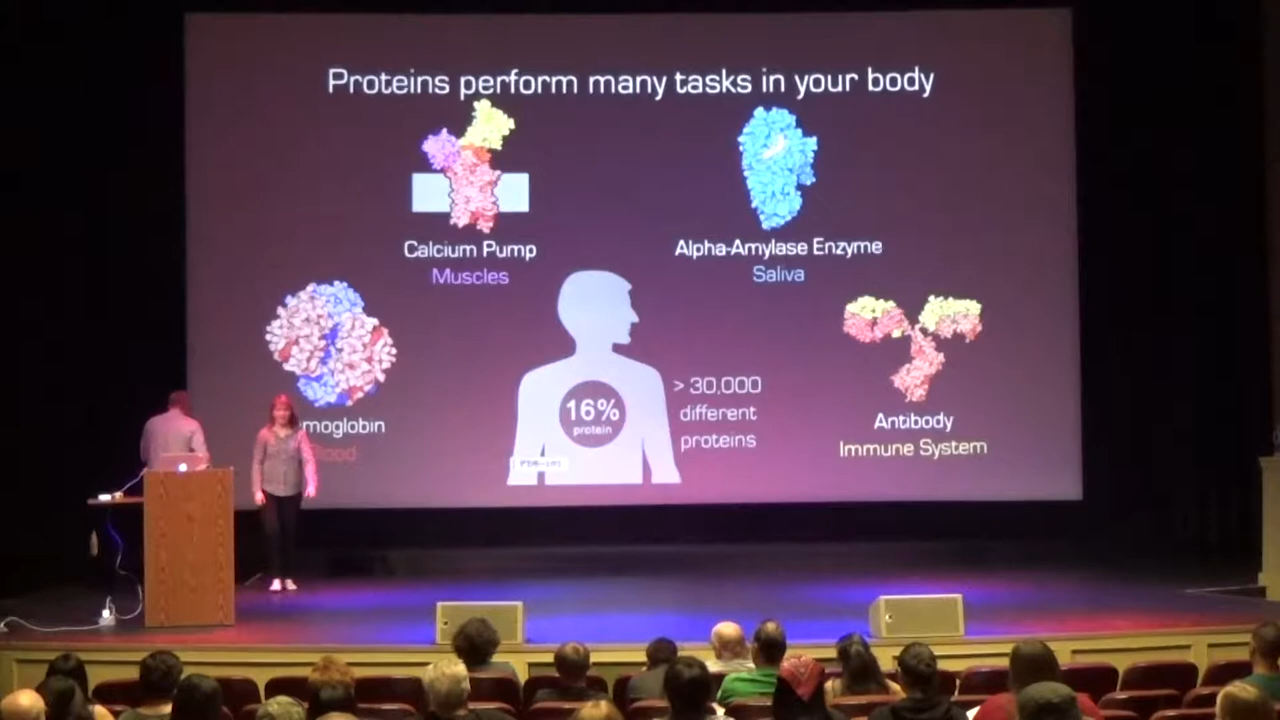 Proteins perform many tasks in your body
Calcium Pump
Muscles
Alpha-Amylase Enzyme
Saliva
moglobin
Blood
16%
protein
> 30,000
different
proteins
Antibody
Immune System